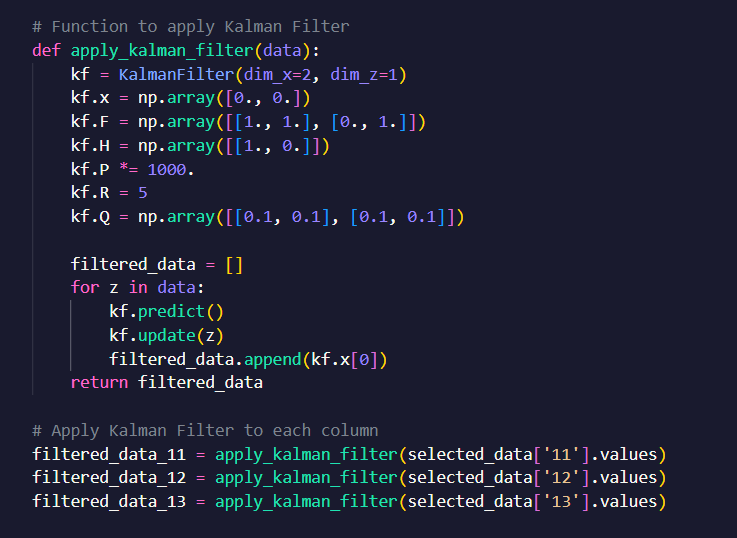 # Function to apply Kalman Filter
def apply_kalman_filter(data):
    kf = KalmanFilter(dim_x=2, dim_z=1)
    kf.x = np.array([0., 0.])
    kf.F = np.array([[1., 1.], [0., 1.]])
    kf.H = np.array([[1., 0.]])
    kf.P *= 1000.
    kf.R = 5
    kf.Q = np.array([[0.1, 0.1], [0.1, 0.1]])

    filtered_data = []
    for z in data:
        kf.predict()
        kf.update(z)
        filtered_data.append(kf.x[0])
    return filtered_data

# Apply Kalman Filter to each column
filtered_data_11 = apply_kalman_filter(selected_data['11'].values)
filtered_data_12 = apply_kalman_filter(selected_data['12'].values)
filtered_data_13 = apply_kalman_filter(selected_data['13'].values)